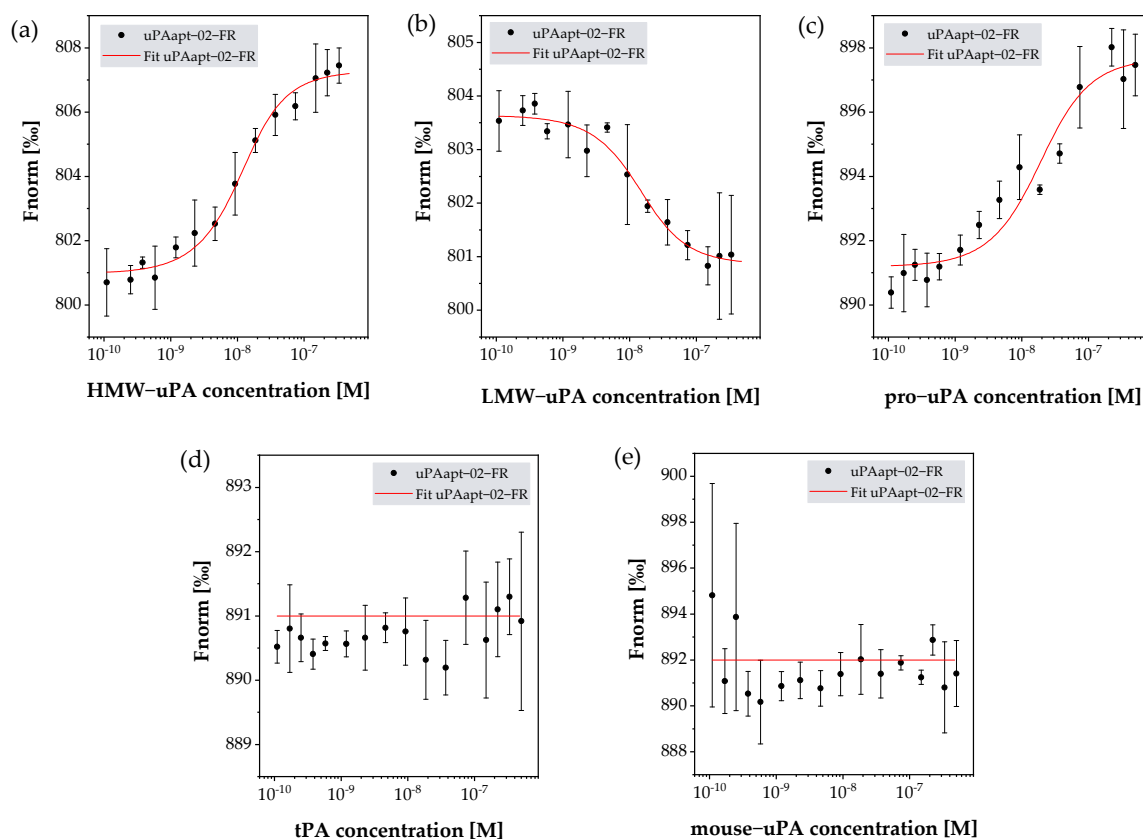 (a)
uPAapt–02–FR
Fit uPAapt–02–FR
808
806
804
802
800
Fnorm [‰]
10⁻¹⁰ 10⁻⁹ 10⁻⁸ 10⁻⁷
HMW–uPA concentration [M]
(b)
uPAapt–02–FR
Fit uPAapt–02–FR
805
804
803
802
801
800
Fnorm [‰]
10⁻¹⁰ 10⁻⁹ 10⁻⁸ 10⁻⁷
LMW–uPA concentration [M]
(c)
uPAapt–02–FR
Fit uPAapt–02–FR
898
896
894
891
890
Fnorm [‰]
10⁻¹⁰ 10⁻⁹ 10⁻⁸ 10⁻⁷
pro–uPA concentration [M]
(d)
uPAapt–02–FR
Fit uPAapt–02–FR
893
892
891
890
889
Fnorm [‰]
10⁻¹⁰ 10⁻⁹ 10⁻⁸ 10⁻⁷
tPA concentration [M]
(e)
uPAapt–02–FR
Fit uPAapt–02–FR
900
898
896
894
892
890
888
Fnorm [‰]
10⁻¹⁰ 10⁻⁹ 10⁻⁸ 10⁻⁷
mouse–uPA concentration [M]